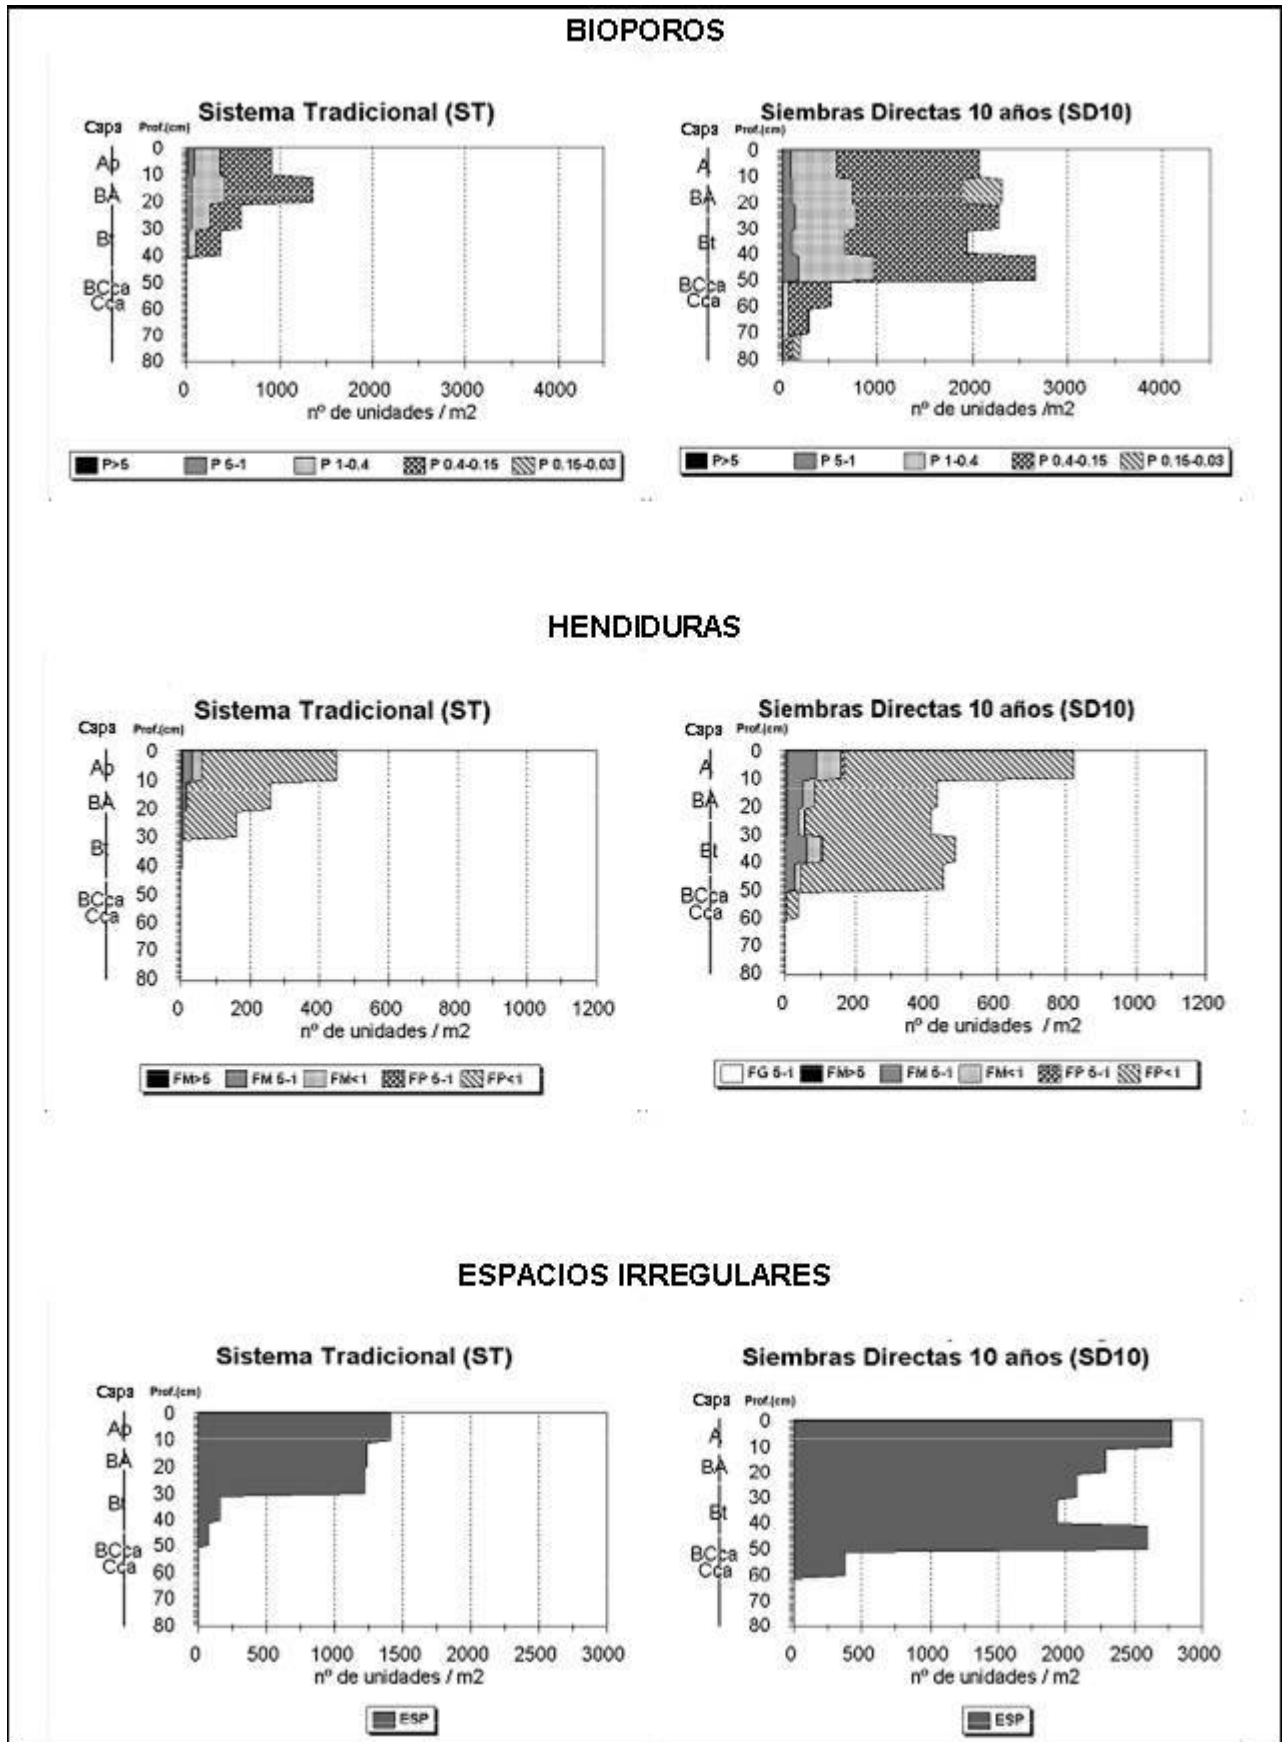 BIOPOROS
Sistema Tradicional (ST)
Capa Prof.(cm)
Ap
BA
Bt
BCca
Cca
0
10
20
30
40
50
60
70
80
0 1000 2000 3000 4000
nº de unidades / m2
P>5 P 5-1 P 1-0.4 P 0.4-0.15 P 0.15-0.03
Siembras Directas 10 años (SD10)
Capa Prof.(cm)
A
BA
Bt
BCca
Cca
0
10
20
30
40
50
60
70
80
0 1000 2000 3000 4000
nº de unidades /m2
P>5 P 5-1 P 1-0.4 P 0.4-0.15 P 0.15-0.03
HENDIDURAS
Sistema Tradicional (ST)
Capa Prof.(cm)
Ap
BA
Bt
BCca
Cca
0
10
20
30
40
50
60
70
80
0 200 400 600 800 1000 1200
nº de unidades / m2
FM>5 FM 5-1 FM<1 FP 5-1 FP<1
Siembras Directas 10 años (SD10)
Capa Prof.(cm)
A
BA
Bt
BCca
Cca
0
10
20
30
40
50
60
70
80
0 200 400 600 800 1000 1200
nº de unidades / m2
FG 5-1 FM>5 FM 5-1 FM<1 FP 5-1 FP<1
ESPACIOS IRREGULARES
Sistema Tradicional (ST)
Capa Prof.(cm)
Ap
BA
Bt
BCca
Cca
0
10
20
30
40
50
60
70
80
0 500 1000 1500 2000 2500 3000
nº de unidades / m2
ESP
Siembras Directas 10 años (SD10)
Capa Prof.(cm)
A
BA
Bt
BCca
Cca
0
10
20
30
40
50
60
70
80
0 500 1000 1500 2000 2500 3000
nº de unidades / m2
ESP